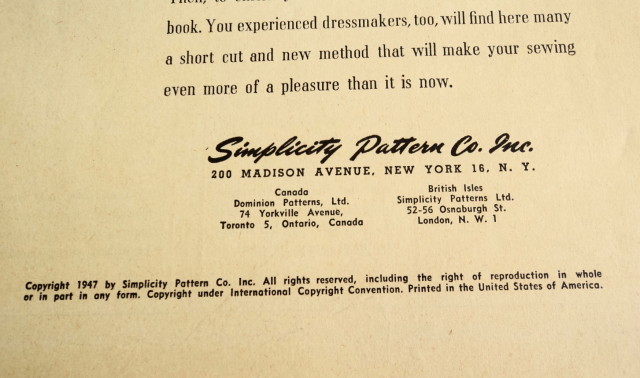 book. You experienced dressmakers, too, will find here many
a short cut and new method that will make your sewing
even more of a pleasure than it is now.
Simplicity Pattern Co. Inc.
200 MADISON AVENUE, NEW YORK 16, N. Y.
Canada
Dominion Patterns, Ltd.
74 Yorkville Avenue,
Toronto 5, Ontario, Canada
British Isles
Simplicity Patterns Ltd.
52-56 Osnaburgh St.
London, N. W. 1
Copyright 1947 by Simplicity Pattern Co. Inc. All rights reserved, including the right of reproduction in whole
or in part in any form. Copyright under International Copyright Convention. Printed in the United States of America.